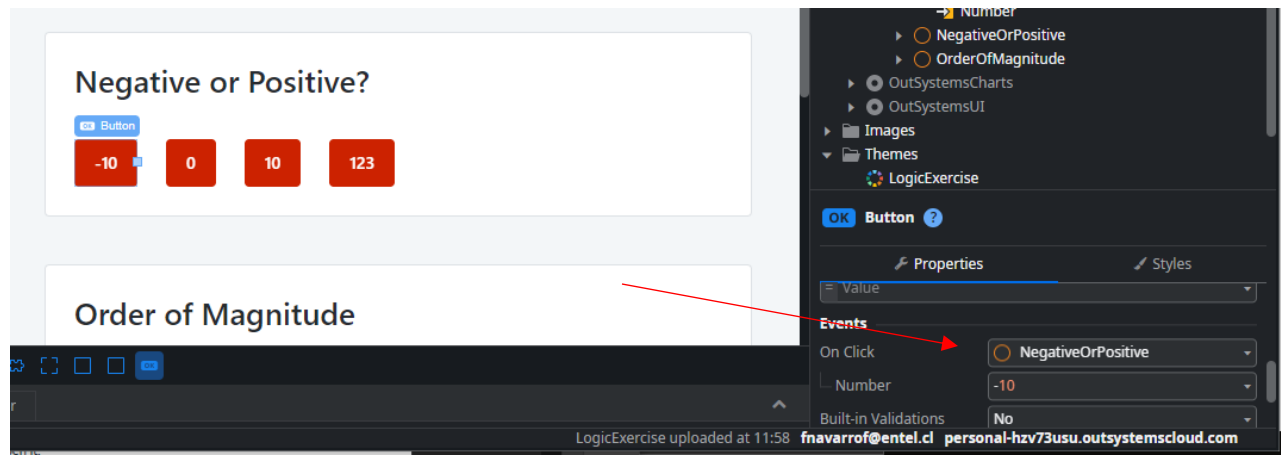 Number
NegativeOrPositive
OrderOfMagnitude
OutSystemsCharts
OutSystemsUI
Images
Themes
LogicExercise
Negative or Positive?
OK Button
-10
0
10
123
Order of Magnitude
OK
OK Button ?
Properties
Styles
= Value
Events
On Click
NegativeOrPositive
Number
-10
Built-in Validations
No
r
LogicExercise uploaded at 11:58 fnavarrof@entel.cl personal-hzv73usu.outsystemscloud.com